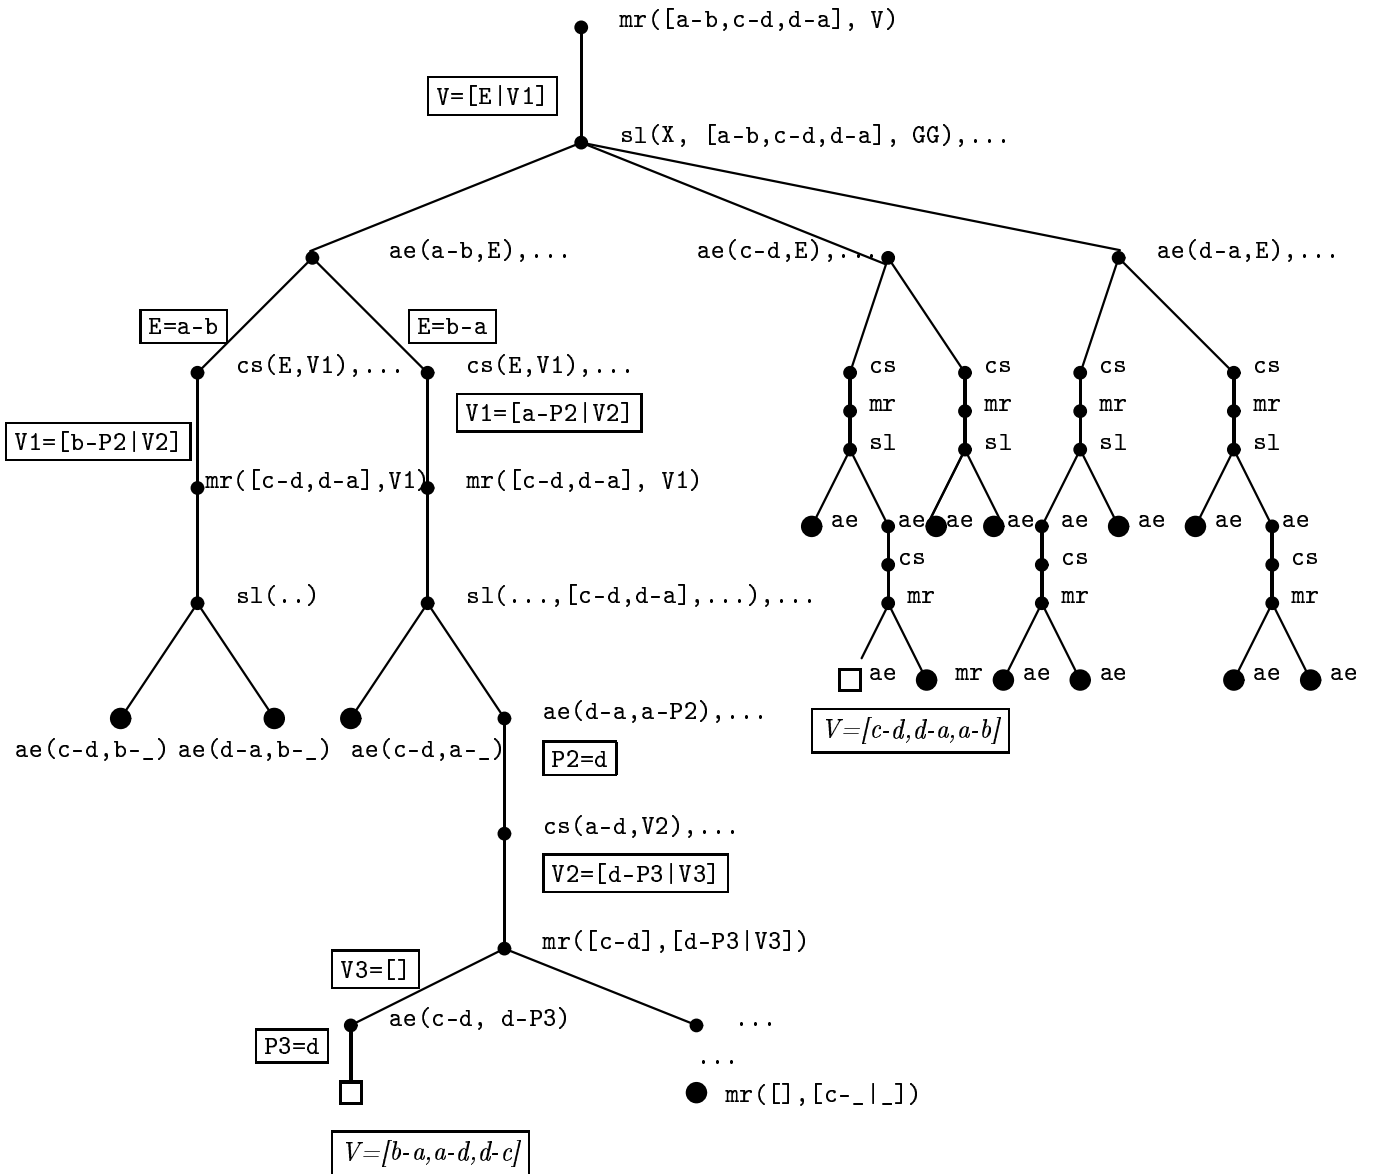 mr([a-b,c-d,d-a], V)
V=[E|V1]
sl(X, [a-b,c-d,d-a], GG),...
ae(a-b,E),... ae(c-d,E),... ae(d-a,E),...
E=a-b E=b-a
cs(E,V1),... cs(E,V1),... cs cs cs cs
V1=[a-P2|V2] mr mr mr mr
V1=[b-P2|V2] sl sl sl sl
mr([c-d,d-a],V1) mr([c-d,d-a], V1)
ae ae ae ae ae ae ae ae
cs cs cs
sl(..) sl(...,[c-d,d-a],...),... mr mr mr
ae mr ae ae ae ae
ae(d-a,a-P2),... V=[c-d,d-a,a-b]
ae(c-d,b-_) ae(d-a,b-_) ae(c-d,a-_) P2=d
cs(a-d,V2),...
V2=[d-P3|V3]
mr([c-d],[d-P3|V3])
V3=[]
ae(c-d, d-P3) ...
P3=d ...
mr([],[c-_|_])
V=[b-a,a-d,d-c]